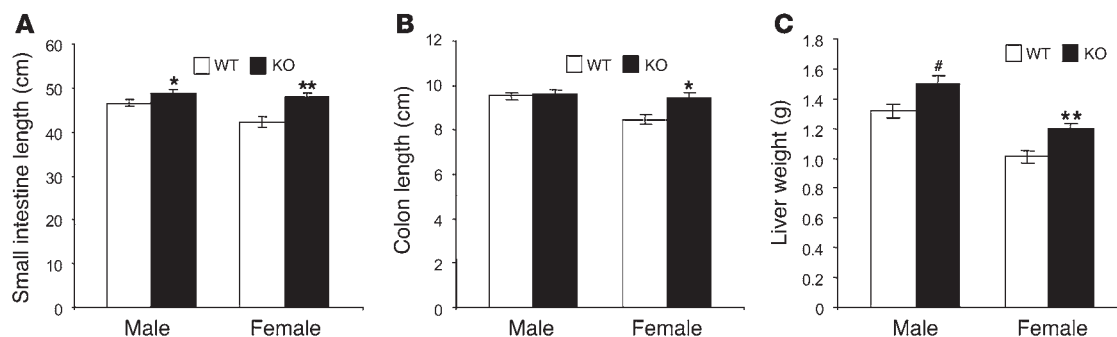 A
Small intestine length (cm)
60
50
40
30
20
10
0
WT KO
*
**
Male Female
B
Colon length (cm)
12
10
8
6
4
2
0
WT KO
*
Male Female
C
Liver weight (g)
1.8
1.6
1.4
1.2
1.0
0.8
0.6
0.4
0.2
0
WT KO
#
**
Male Female